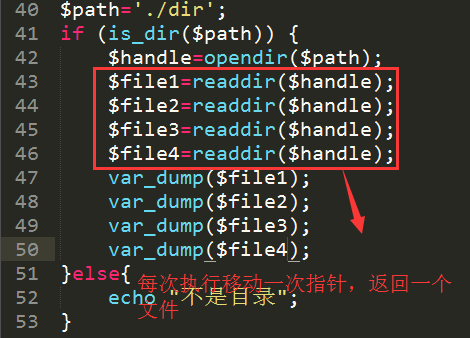 40 $path='./dir';
41 if (is_dir($path)) {
42 $handle=opendir($path);
43 $file1=readdir($handle);
44 $file2=readdir($handle);
45 $file3=readdir($handle);
46 $file4=readdir($handle);
47 var_dump($file1);
48 var_dump($file2);
49 var_dump($file3);
50 var_dump($file4);
51 }else{
每次执行移动一次指针，返回一个
52 echo "不是目录";
文件
53 }